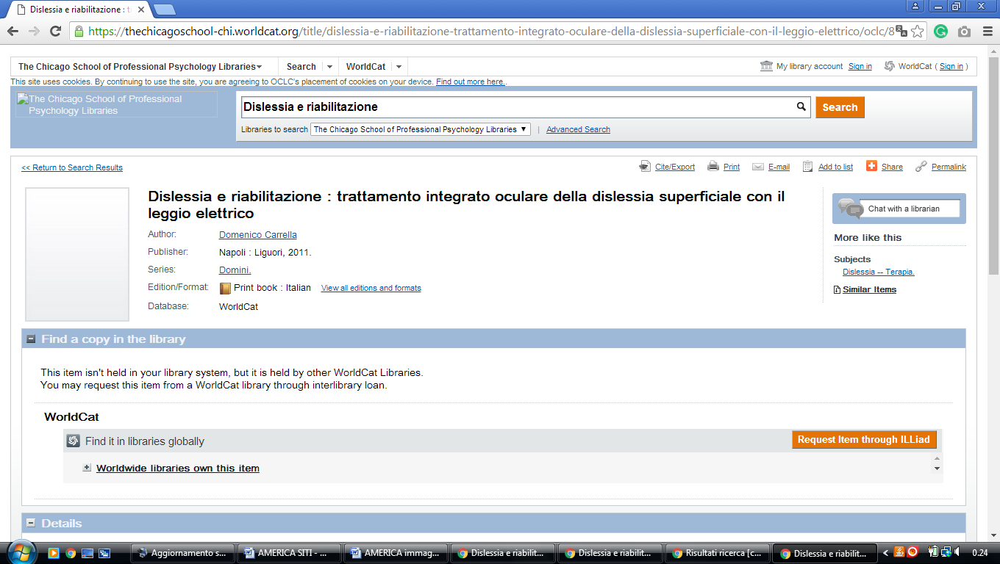 Dislessia e riabilitazione : t
https://thechicagoschool-chi.worldcat.org/title/dislessia-e-riabilitazione-trattamento-integrato-oculare-della-dislessia-superficiale-con-il-leggio-elettrico/oclc/8
The Chicago School of Professional Psychology Libraries
Search
WorldCat
My library account Sign in
WorldCat ( Sign in )
This site uses cookies. By continuing to use the site, you are agreeing to OCLC's placement of cookies on your device. Find out more here..
The Chicago School of Professional
Psychology Libraries
Dislessia e riabilitazione
Search
Libraries to search The Chicago School of Professional Psychology Libraries | Advanced Search
<< Return to Search Results
Cite/Export Print E-mail Add to list Share Permalink
Dislessia e riabilitazione : trattamento integrato oculare della dislessia superficiale con il
leggio elettrico
Author: Domenico Carrella
Publisher: Napoli : Liguori, 2011.
Series: Domini.
Edition/Format: Print book : Italian View all editions and formats
Database: WorldCat
Chat with a librarian
More like this
Subjects
Dislessia -- Terapia.
Similar Items
Find a copy in the library
This item isn't held in your library system, but it is held by other WorldCat Libraries.
You may request this item from a WorldCat library through interlibrary loan.
WorldCat
Find it in libraries globally
Request Item through ILLiad
Worldwide libraries own this item
Details
Aggiornamento s...
AMERICA SITI - ...
AMERICA immag...
Dislessia e riabilit...
Dislessia e riabilit...
Risultati ricerca [c...
Dislessia e riabilit...
0.24